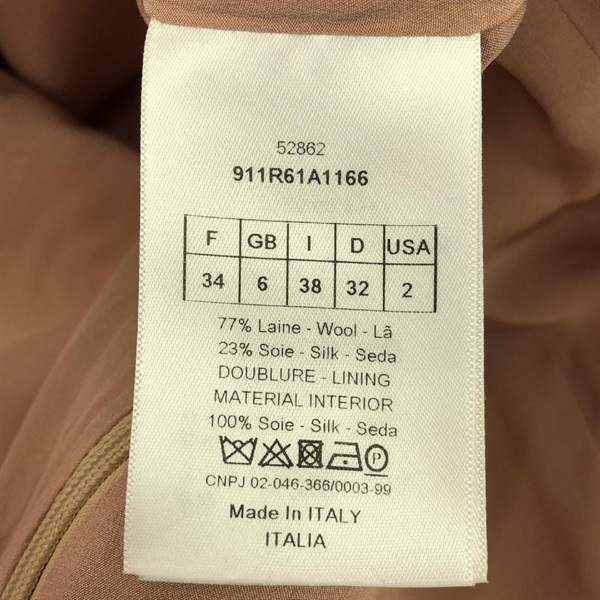 52862
911R61A1166
F GB I D USA
34 6 38 32 2
77% Laine - Wool - Lã
23% Soie - Silk - Seda
DOUBLURE - LINING
MATERIAL INTERIOR
100% Soie - Silk - Seda
P
CNPJ 02-046-366/0003-99
Made In ITALY
ITALIA